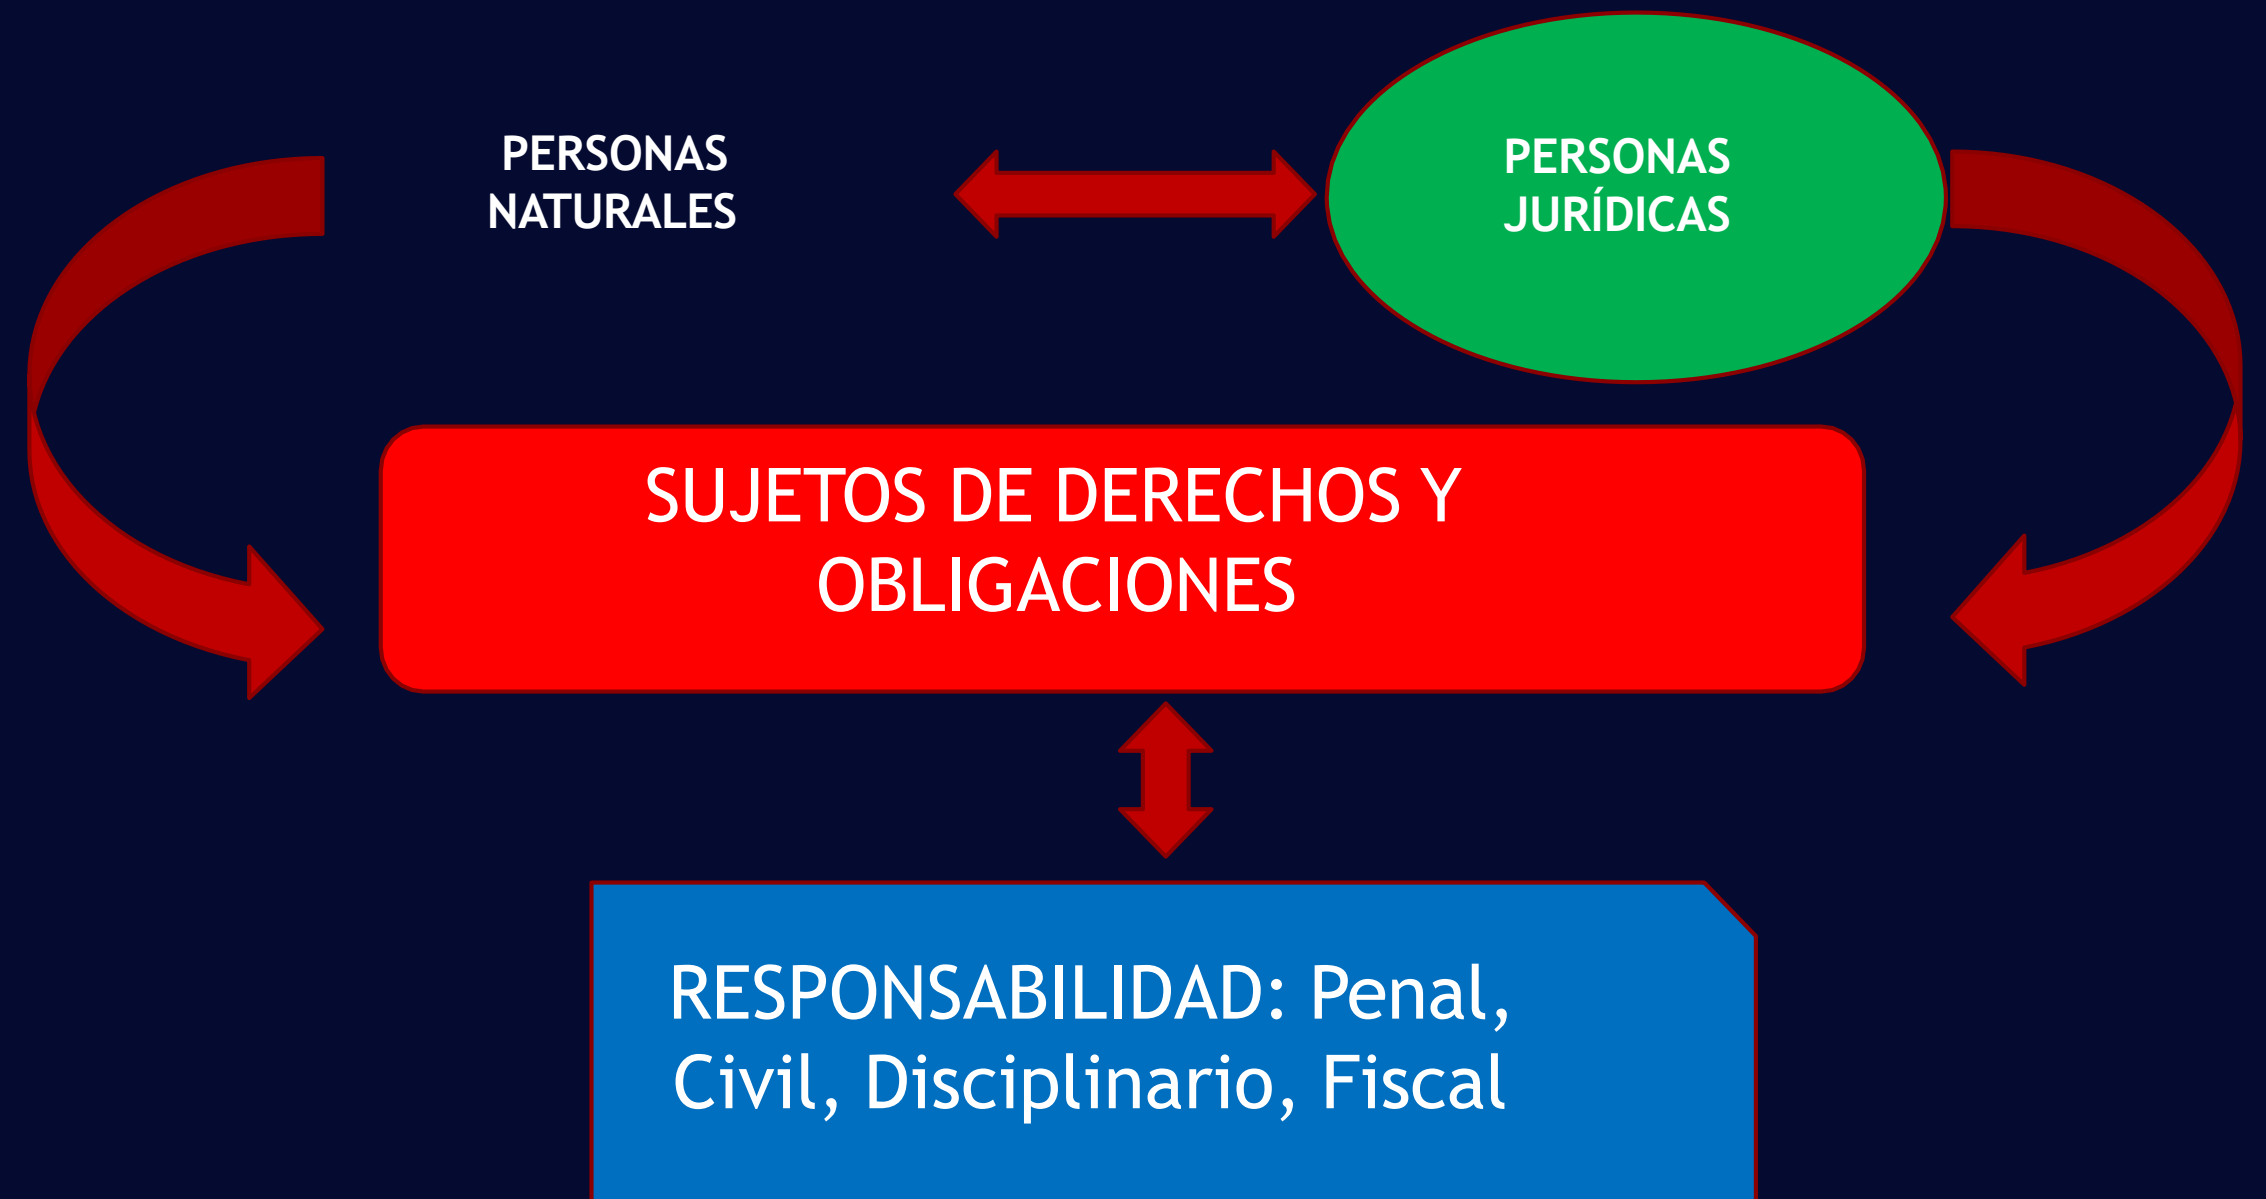 PERSONAS
NATURALES
PERSONAS
JURÍDICAS
SUJETOS DE DERECHOS Y
OBLIGACIONES
RESPONSABILIDAD: Penal,
Civil, Disciplinario, Fiscal